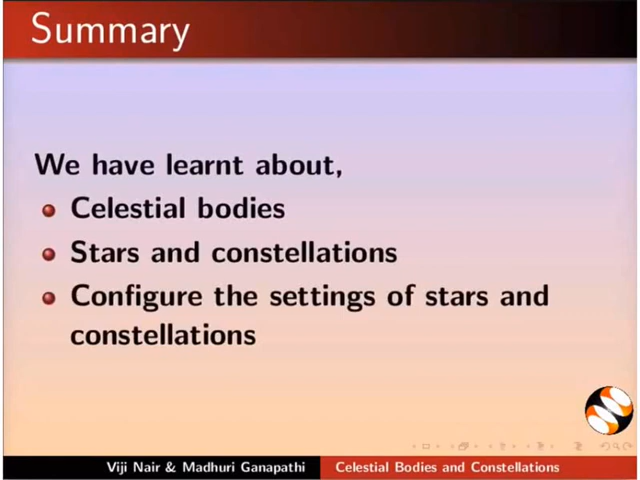 Summary
We have learnt about,
Celestial bodies
Stars and constellations
Configure the settings of stars and
constellations
Viji Nair & Madhuri Ganapathi Celestial Bodies and Constellations